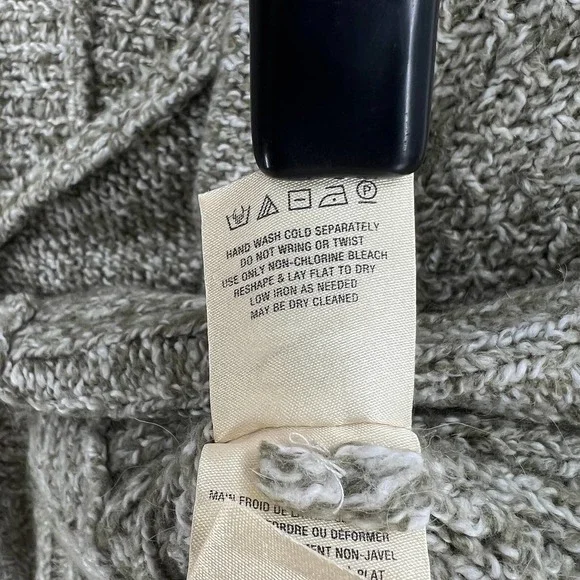 P
HAND WASH COLD SEPARATELY
DO NOT WRING OR TWIST
USE ONLY NON-CHLORINE BLEACH
RESHAPE & LAY FLAT TO DRY
LOW IRON AS NEEDED
MAY BE DRY CLEANED
MAIN FROID DE
ORDRE OU DÉFORMER
NON-JAVEL
PLAT